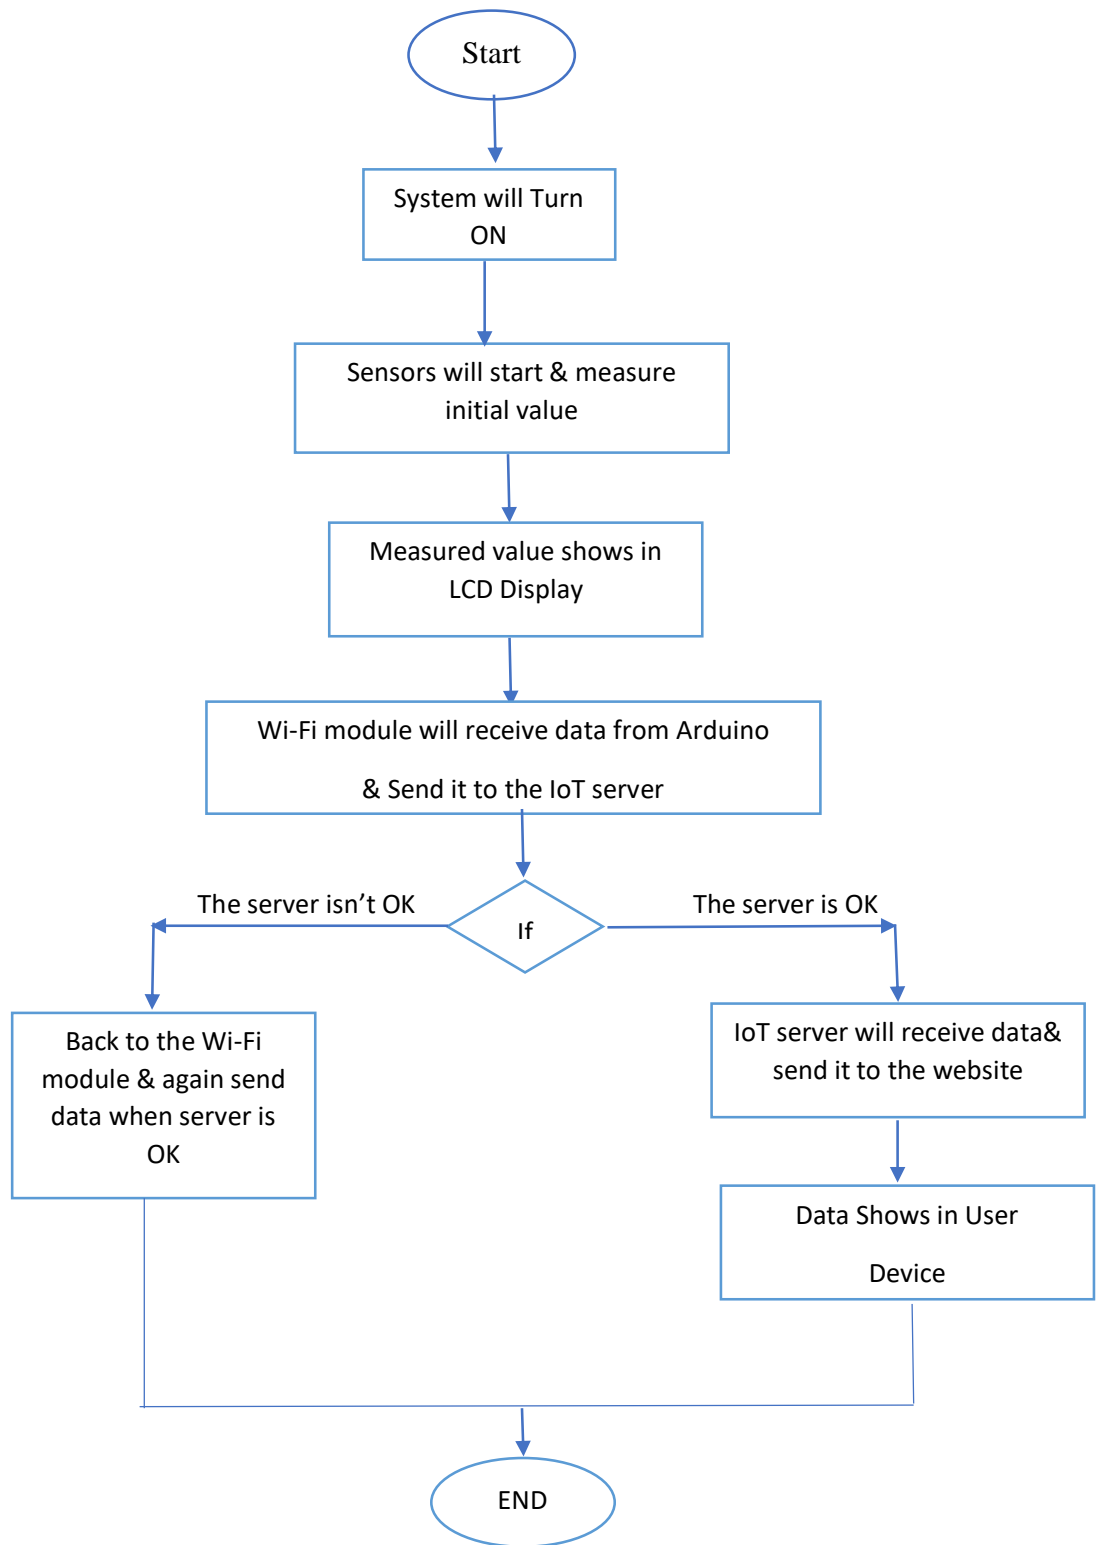 Start
System will Turn
ON
Sensors will start & measure
initial value
Measured value shows in
LCD Display
Wi-Fi module will receive data from Arduino
& Send it to the IoT server
The server isn’t OK
If
The server is OK
Back to the Wi-Fi
module & again send
data when server is
OK
IoT server will receive data&
send it to the website
Data Shows in User
Device
END